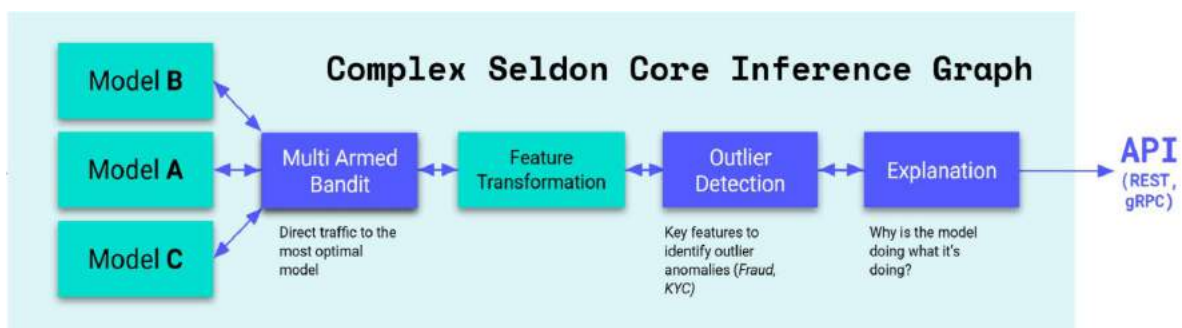 Complex Seldon Core Inference Graph
Model B
Model A
Model C
Multi Armed
Bandit
Direct traffic to the
most optimal
model
Feature
Transformation
Outlier
Detection
Key features to
identify outlier
anomalies (Fraud,
KYC)
Explanation
Why is the model
doing what it's
doing?
API
(REST,
gRPC)